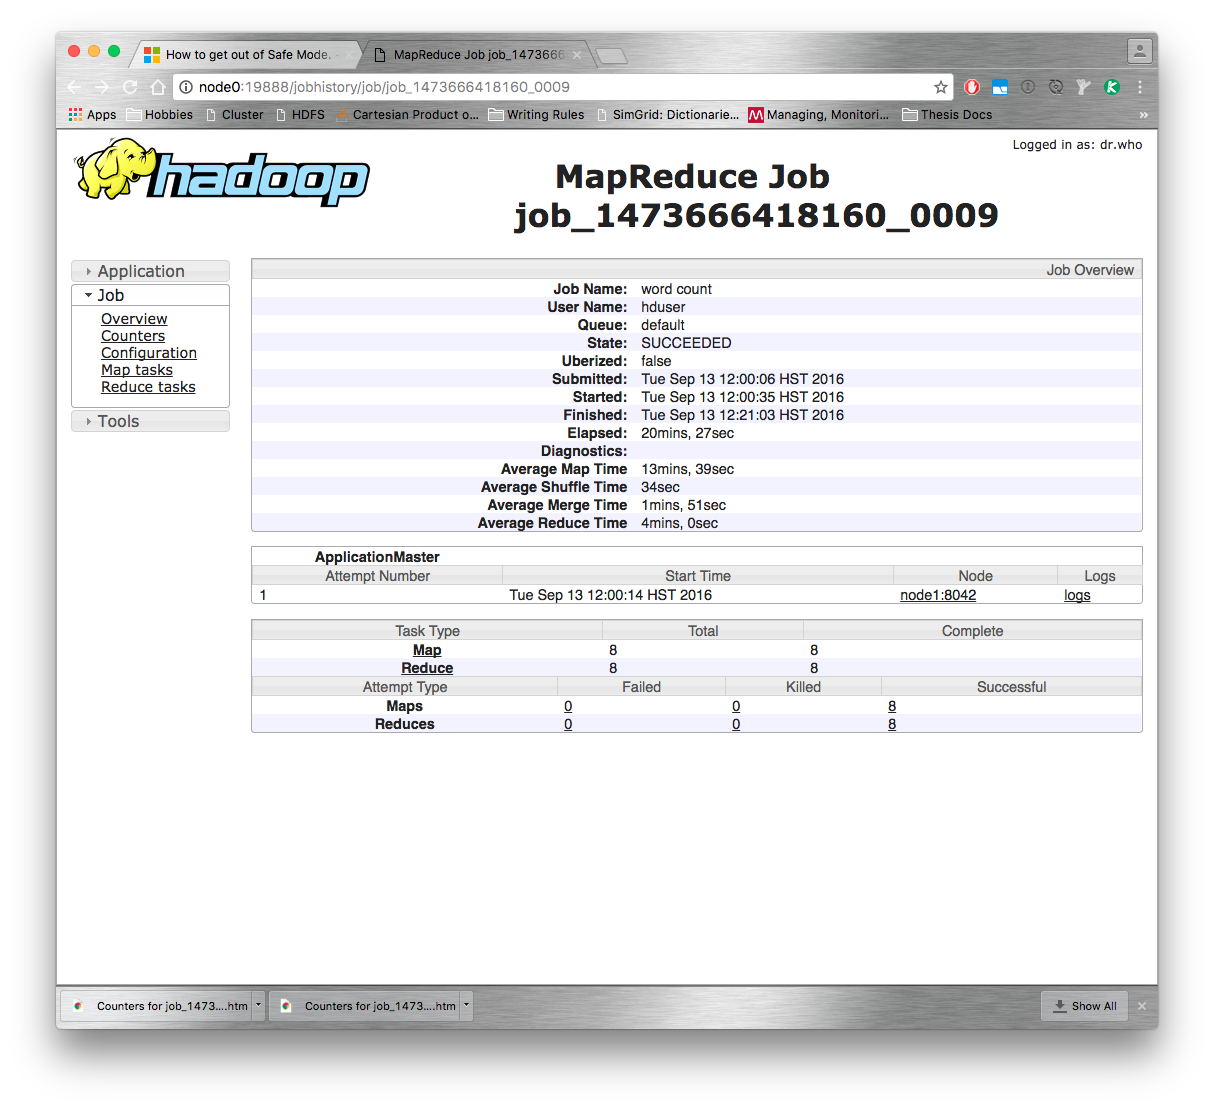 How to get out of Safe Mode.
MapReduce Job job_1473666
node0:19888/jobhistory/job/job_1473666418160_0009
Apps Hobbies Cluster HDFS Cartesian Product o... Writing Rules SimGrid: Dictionarie... Managing, Monitori... Thesis Docs »
Logged in as: dr.who
hadoop
MapReduce Job
job_1473666418160_0009
Application
Job
Overview
Counters
Configuration
Map tasks
Reduce tasks
Tools
Job Overview
Job Name: word count
User Name: hduser
Queue: default
State: SUCCEEDED
Uberized: false
Submitted: Tue Sep 13 12:00:06 HST 2016
Started: Tue Sep 13 12:00:35 HST 2016
Finished: Tue Sep 13 12:21:03 HST 2016
Elapsed: 20mins, 27sec
Diagnostics:
Average Map Time 13mins, 39sec
Average Shuffle Time 34sec
Average Merge Time 1mins, 51sec
Average Reduce Time 4mins, 0sec
ApplicationMaster
Attempt Number Start Time Node Logs
1 Tue Sep 13 12:00:14 HST 2016 node1:8042 logs
Task Type Total Complete
Map 8 8
Reduce 8 8
Attempt Type Failed Killed Successful
Maps 0 0 8
Reduces 0 0 8
Counters for job_1473....htm Counters for job_1473....htm Show All